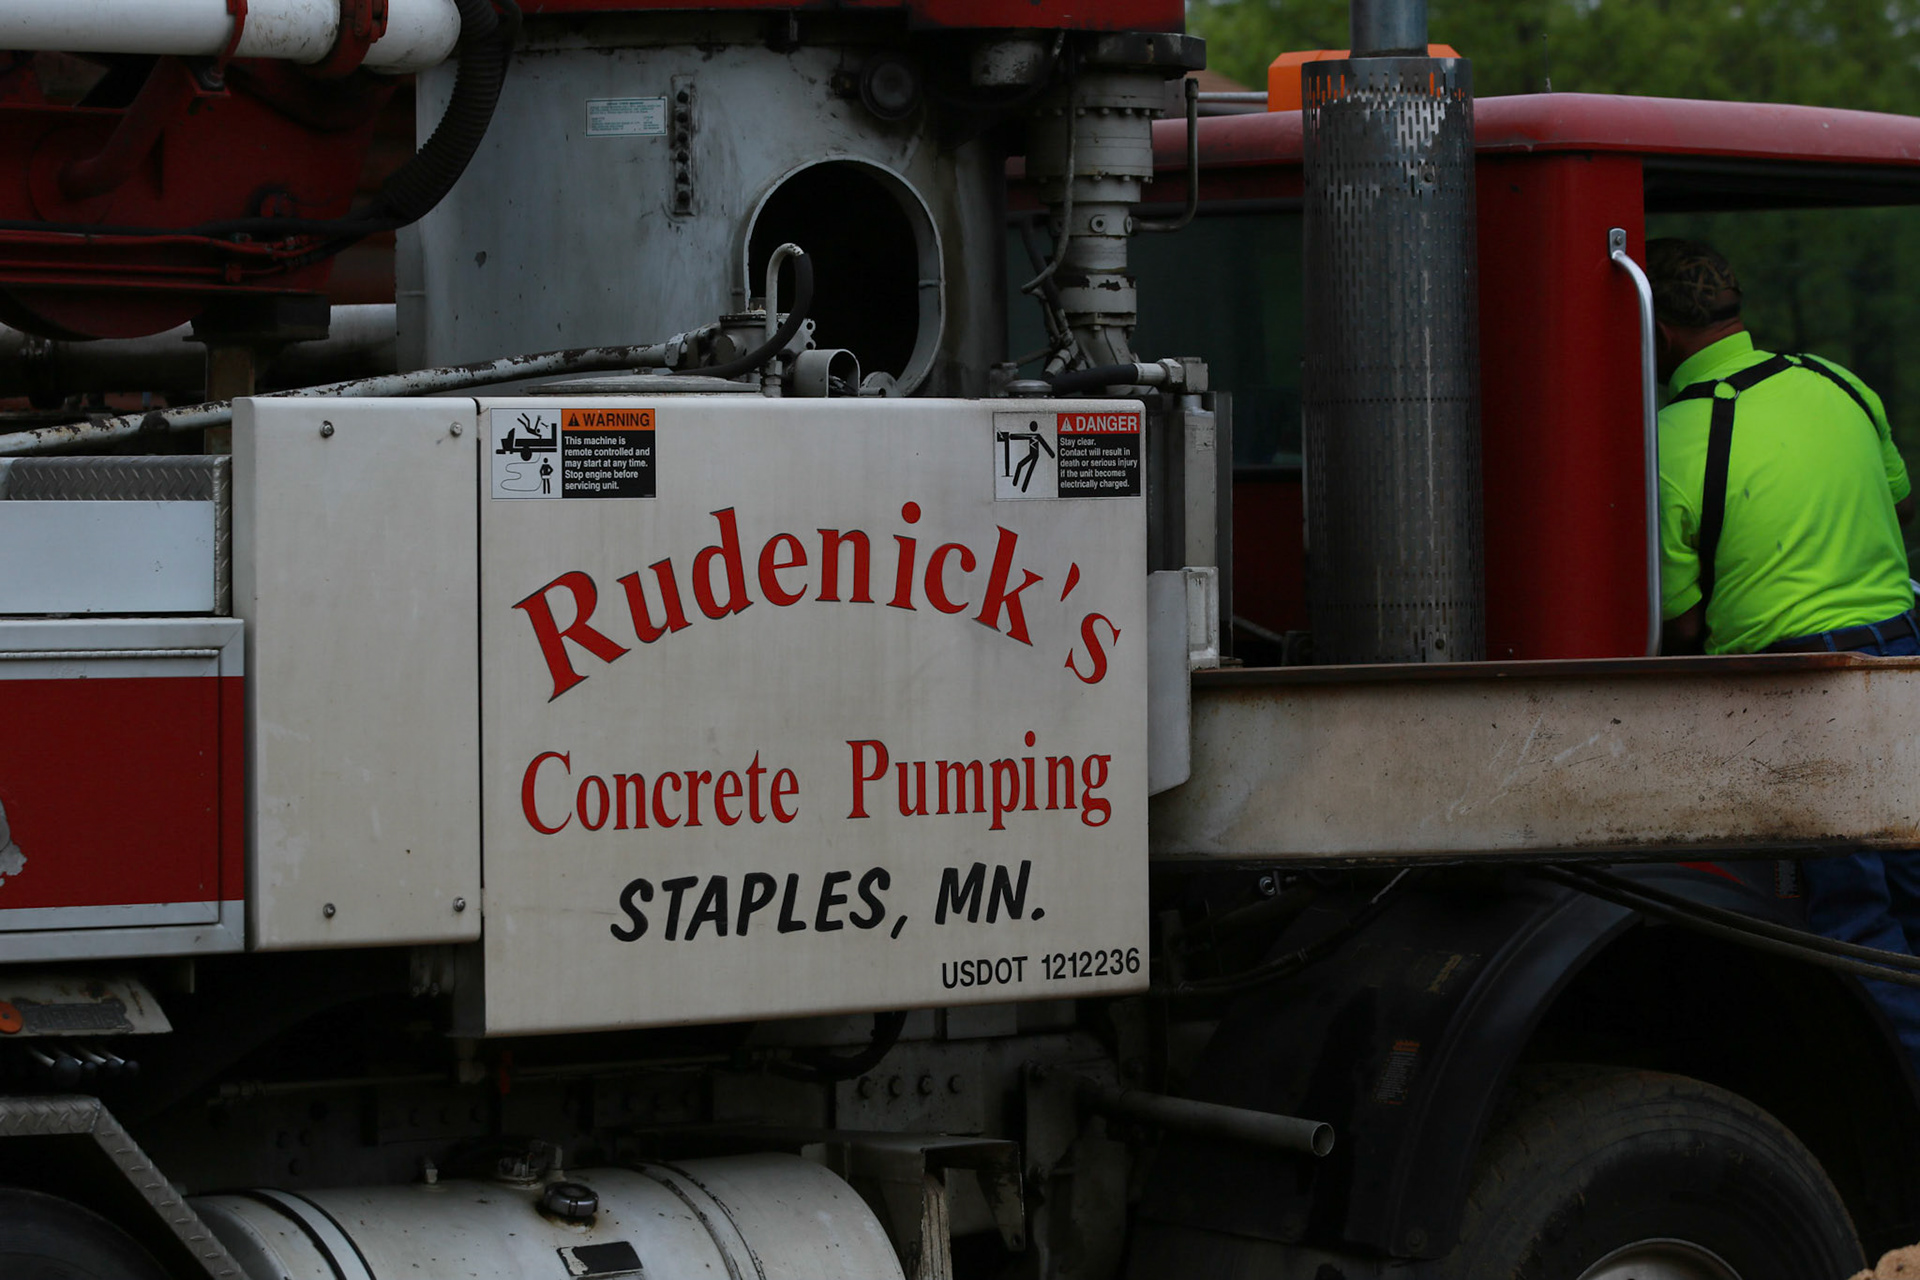 WARNING
This machine is
remote controlled and
may start at any time.
Stop engine before
servicing unit.
DANGER
Stay clear.
Contact will result in
death or serious injury
if the unit becomes
electrically charged.
Rudenick's
Concrete Pumping
STAPLES, MN.
USDOT 1212236